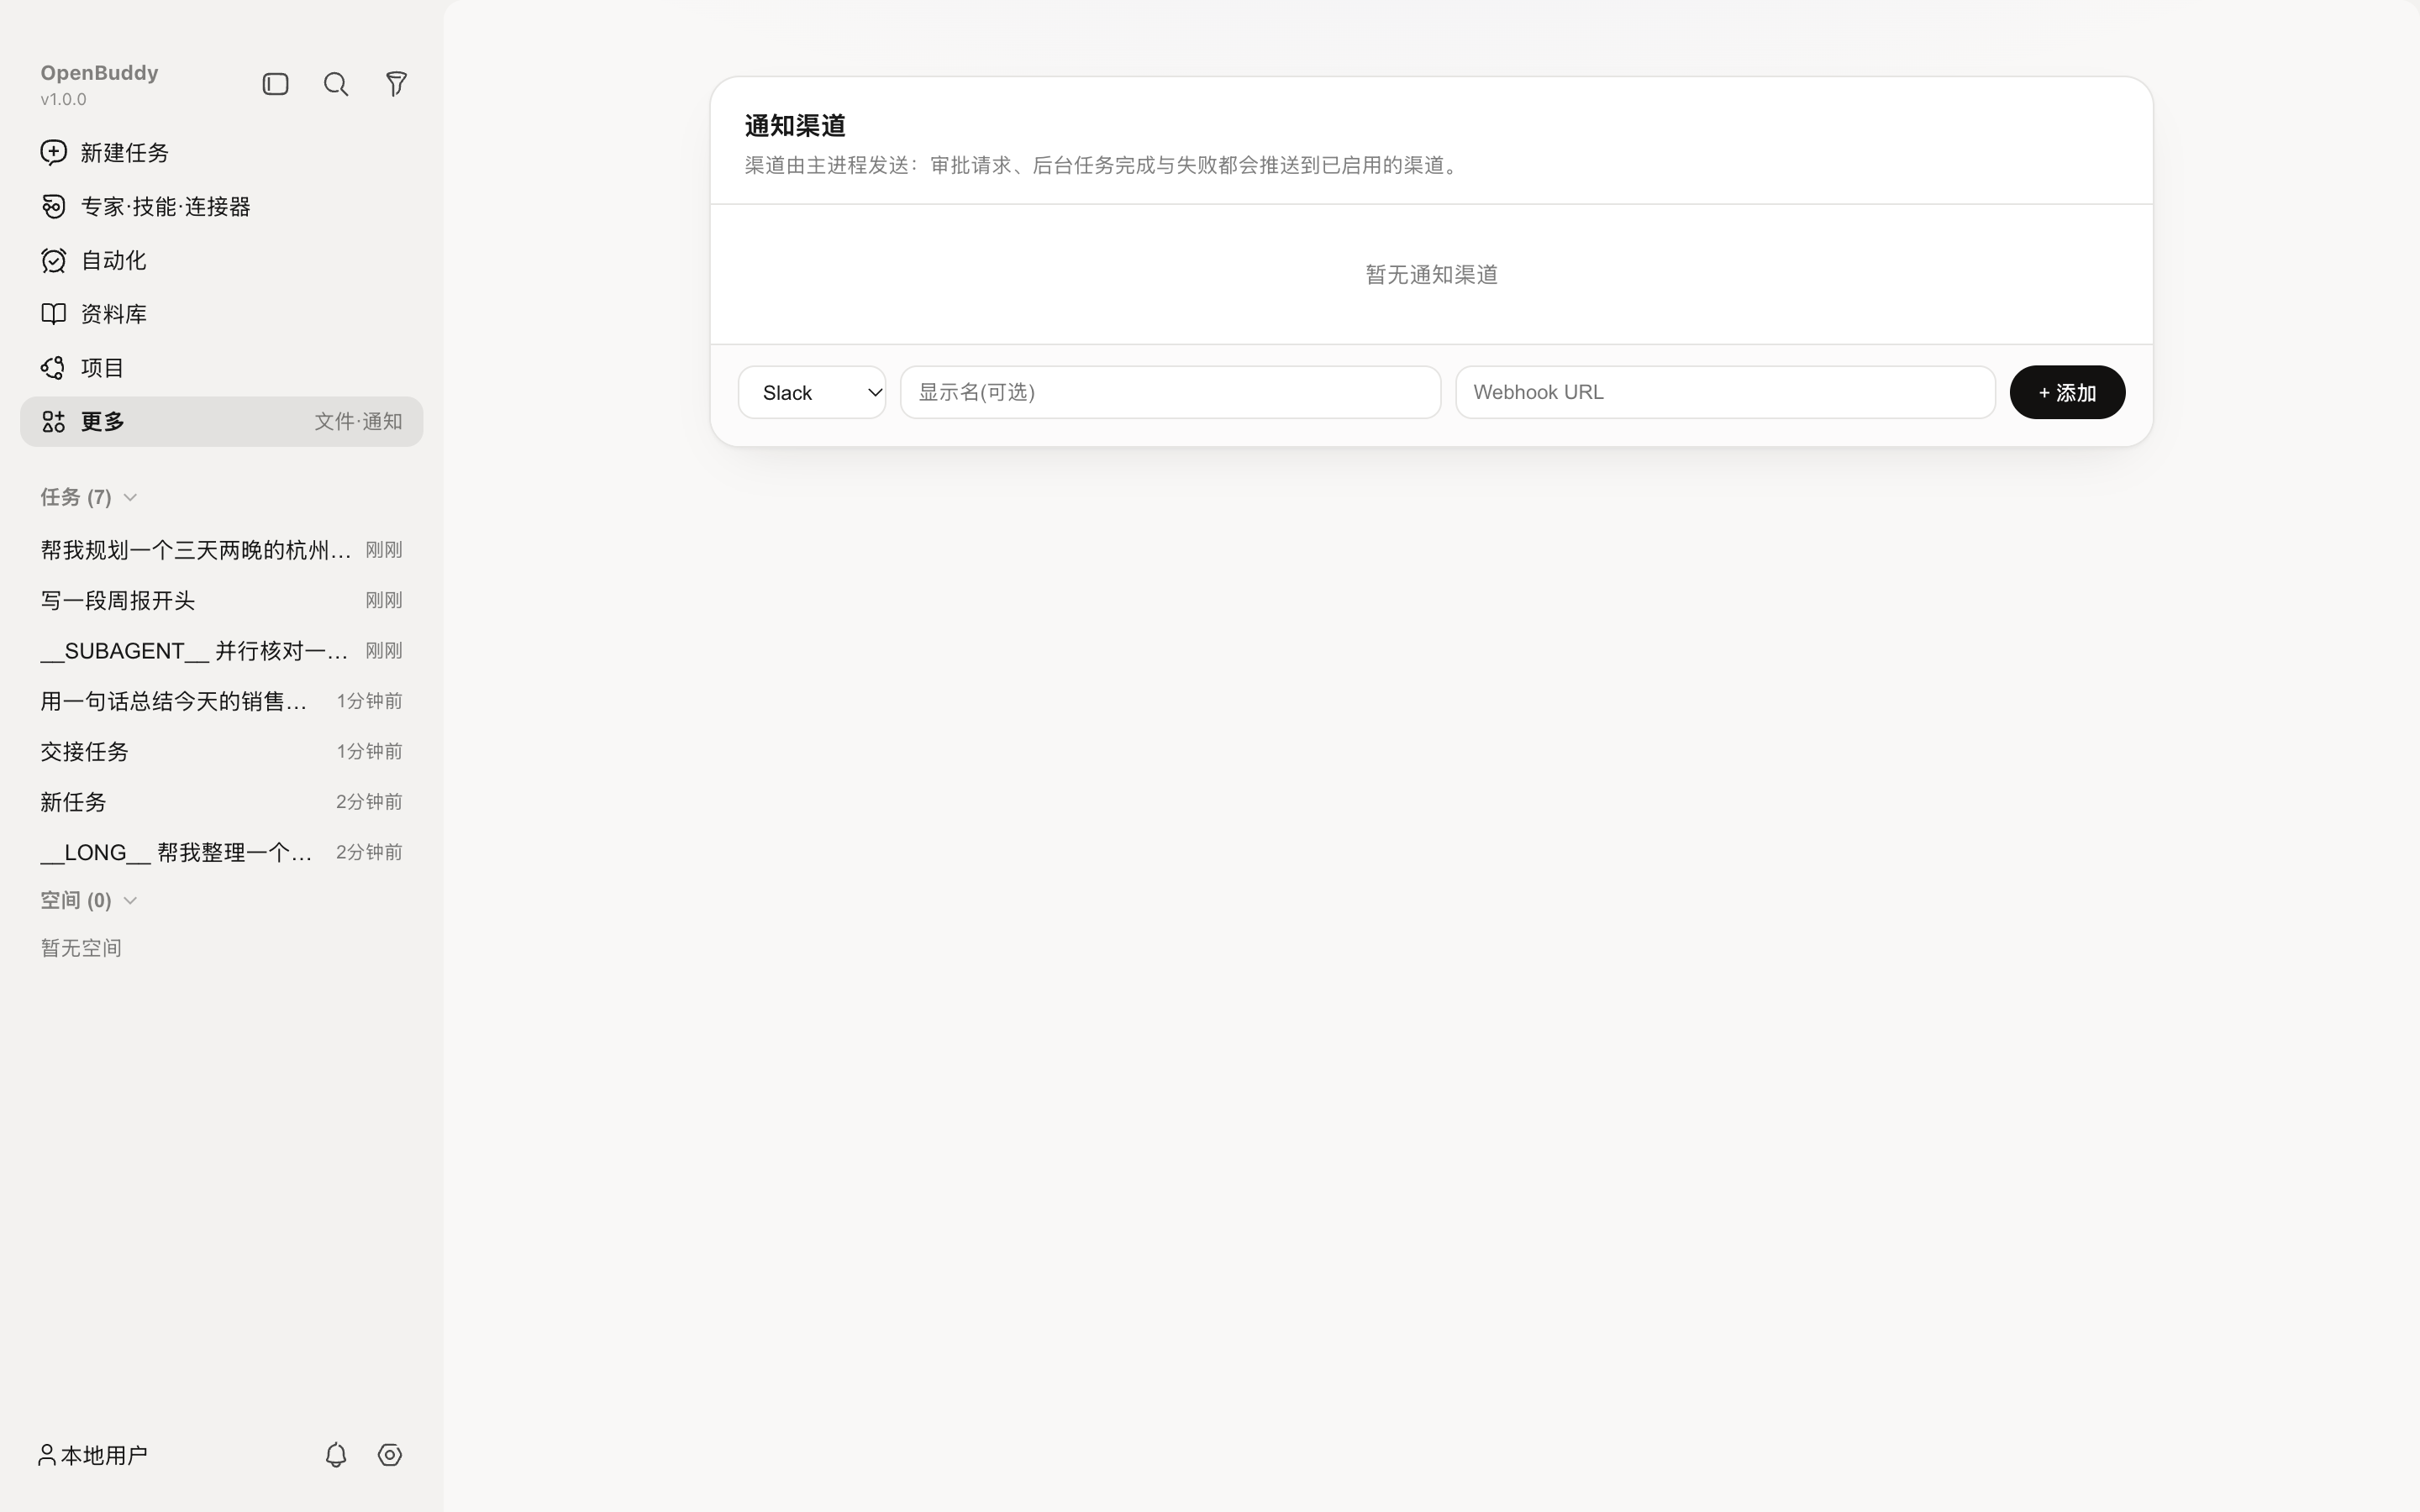 OpenBuddy
v1.0.0
新建任务
专家·技能·连接器
自动化
资料库
项目
更多 文件·通知
任务 (7)
帮我规划一个三天两晚的杭州... 刚刚
写一段周报开头 刚刚
__SUBAGENT__ 并行核对一... 刚刚
用一句话总结今天的销售... 1分钟前
交接任务 1分钟前
新任务 2分钟前
__LONG__ 帮我整理一个... 2分钟前
空间 (0)
暂无空间
本地用户
通知渠道
渠道由主进程发送：审批请求、后台任务完成与失败都会推送到已启用的渠道。
暂无通知渠道
Slack 显示名(可选) Webhook URL + 添加